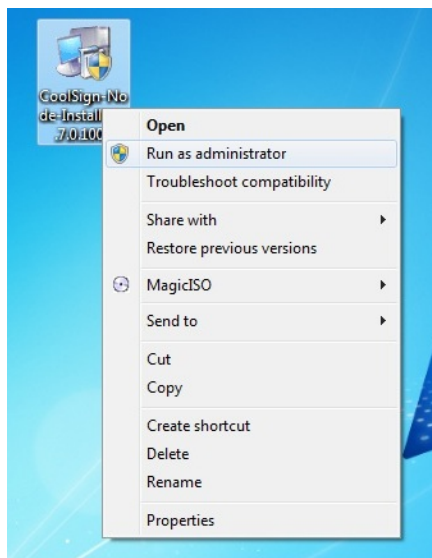 CoolSign-No
de-Install
.7.0.100
Open
Run as administrator
Troubleshoot compatibility
Share with
Restore previous versions
MagicISO
Send to
Cut
Copy
Create shortcut
Delete
Rename
Properties